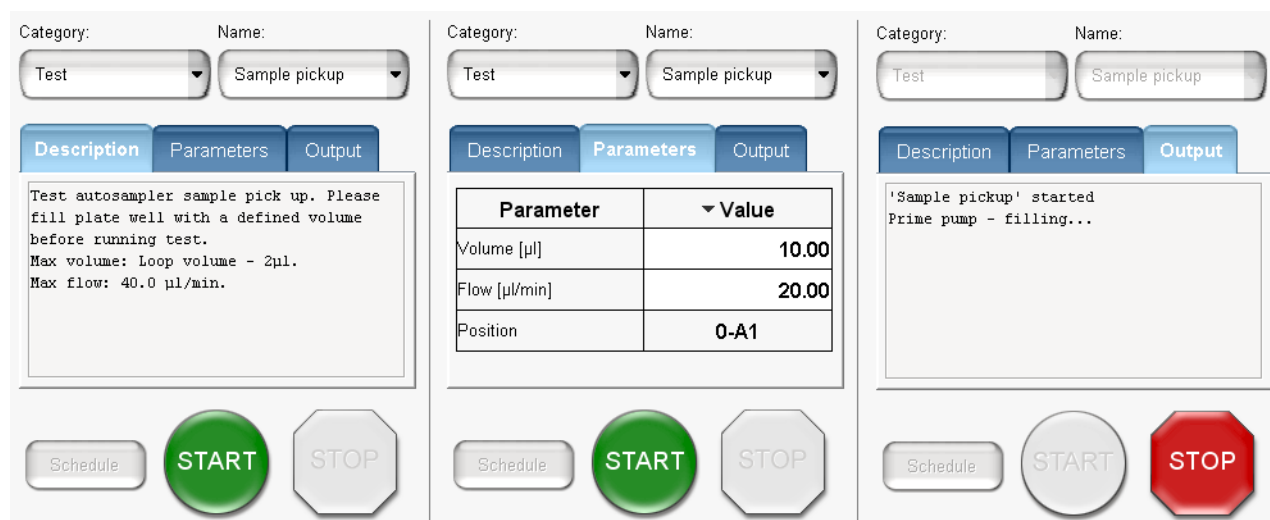 Category: Name:
Test Sample pickup
Description Parameters Output
Test autosampler sample pick up. Please
fill plate well with a defined volume
before running test.
Max volume: Loop volume - 2µl.
Max flow: 40.0 µl/min.
Schedule START STOP
Category: Name:
Test Sample pickup
Description Parameters Output
Parameter Value
Volume [µl] 10.00
Flow [µl/min] 20.00
Position 0-A1
Schedule START STOP
Category: Name:
Test Sample pickup
Description Parameters Output
'Sample pickup' started
Prime pump - filling...
Schedule START STOP